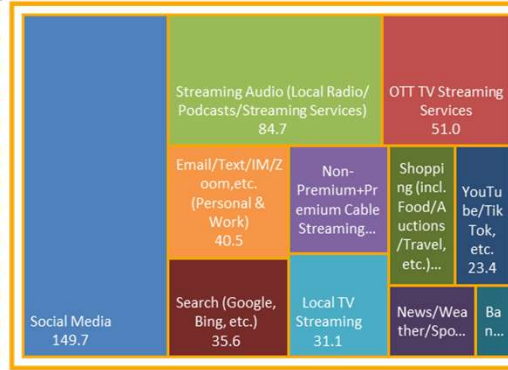 Social Media
149.7
Streaming Audio (Local Radio/
Podcasts/Streaming Services)
84.7
OTT TV Streaming
Services
51.0
Email/Text/IM/Z
oom,etc.
(Personal &
Work)
40.5
Non-
Premium+Pr
emium Cable
Streaming...
Shoppi
ng (incl.
Food/A
uctions
/Travel,
etc.)...
YouTu
be/Tik
Tok,
etc.
23.4
Search (Google,
Bing, etc.)
35.6
Local TV
Streaming
31.1
News/Wea
ther/Spo...
Ba
n...